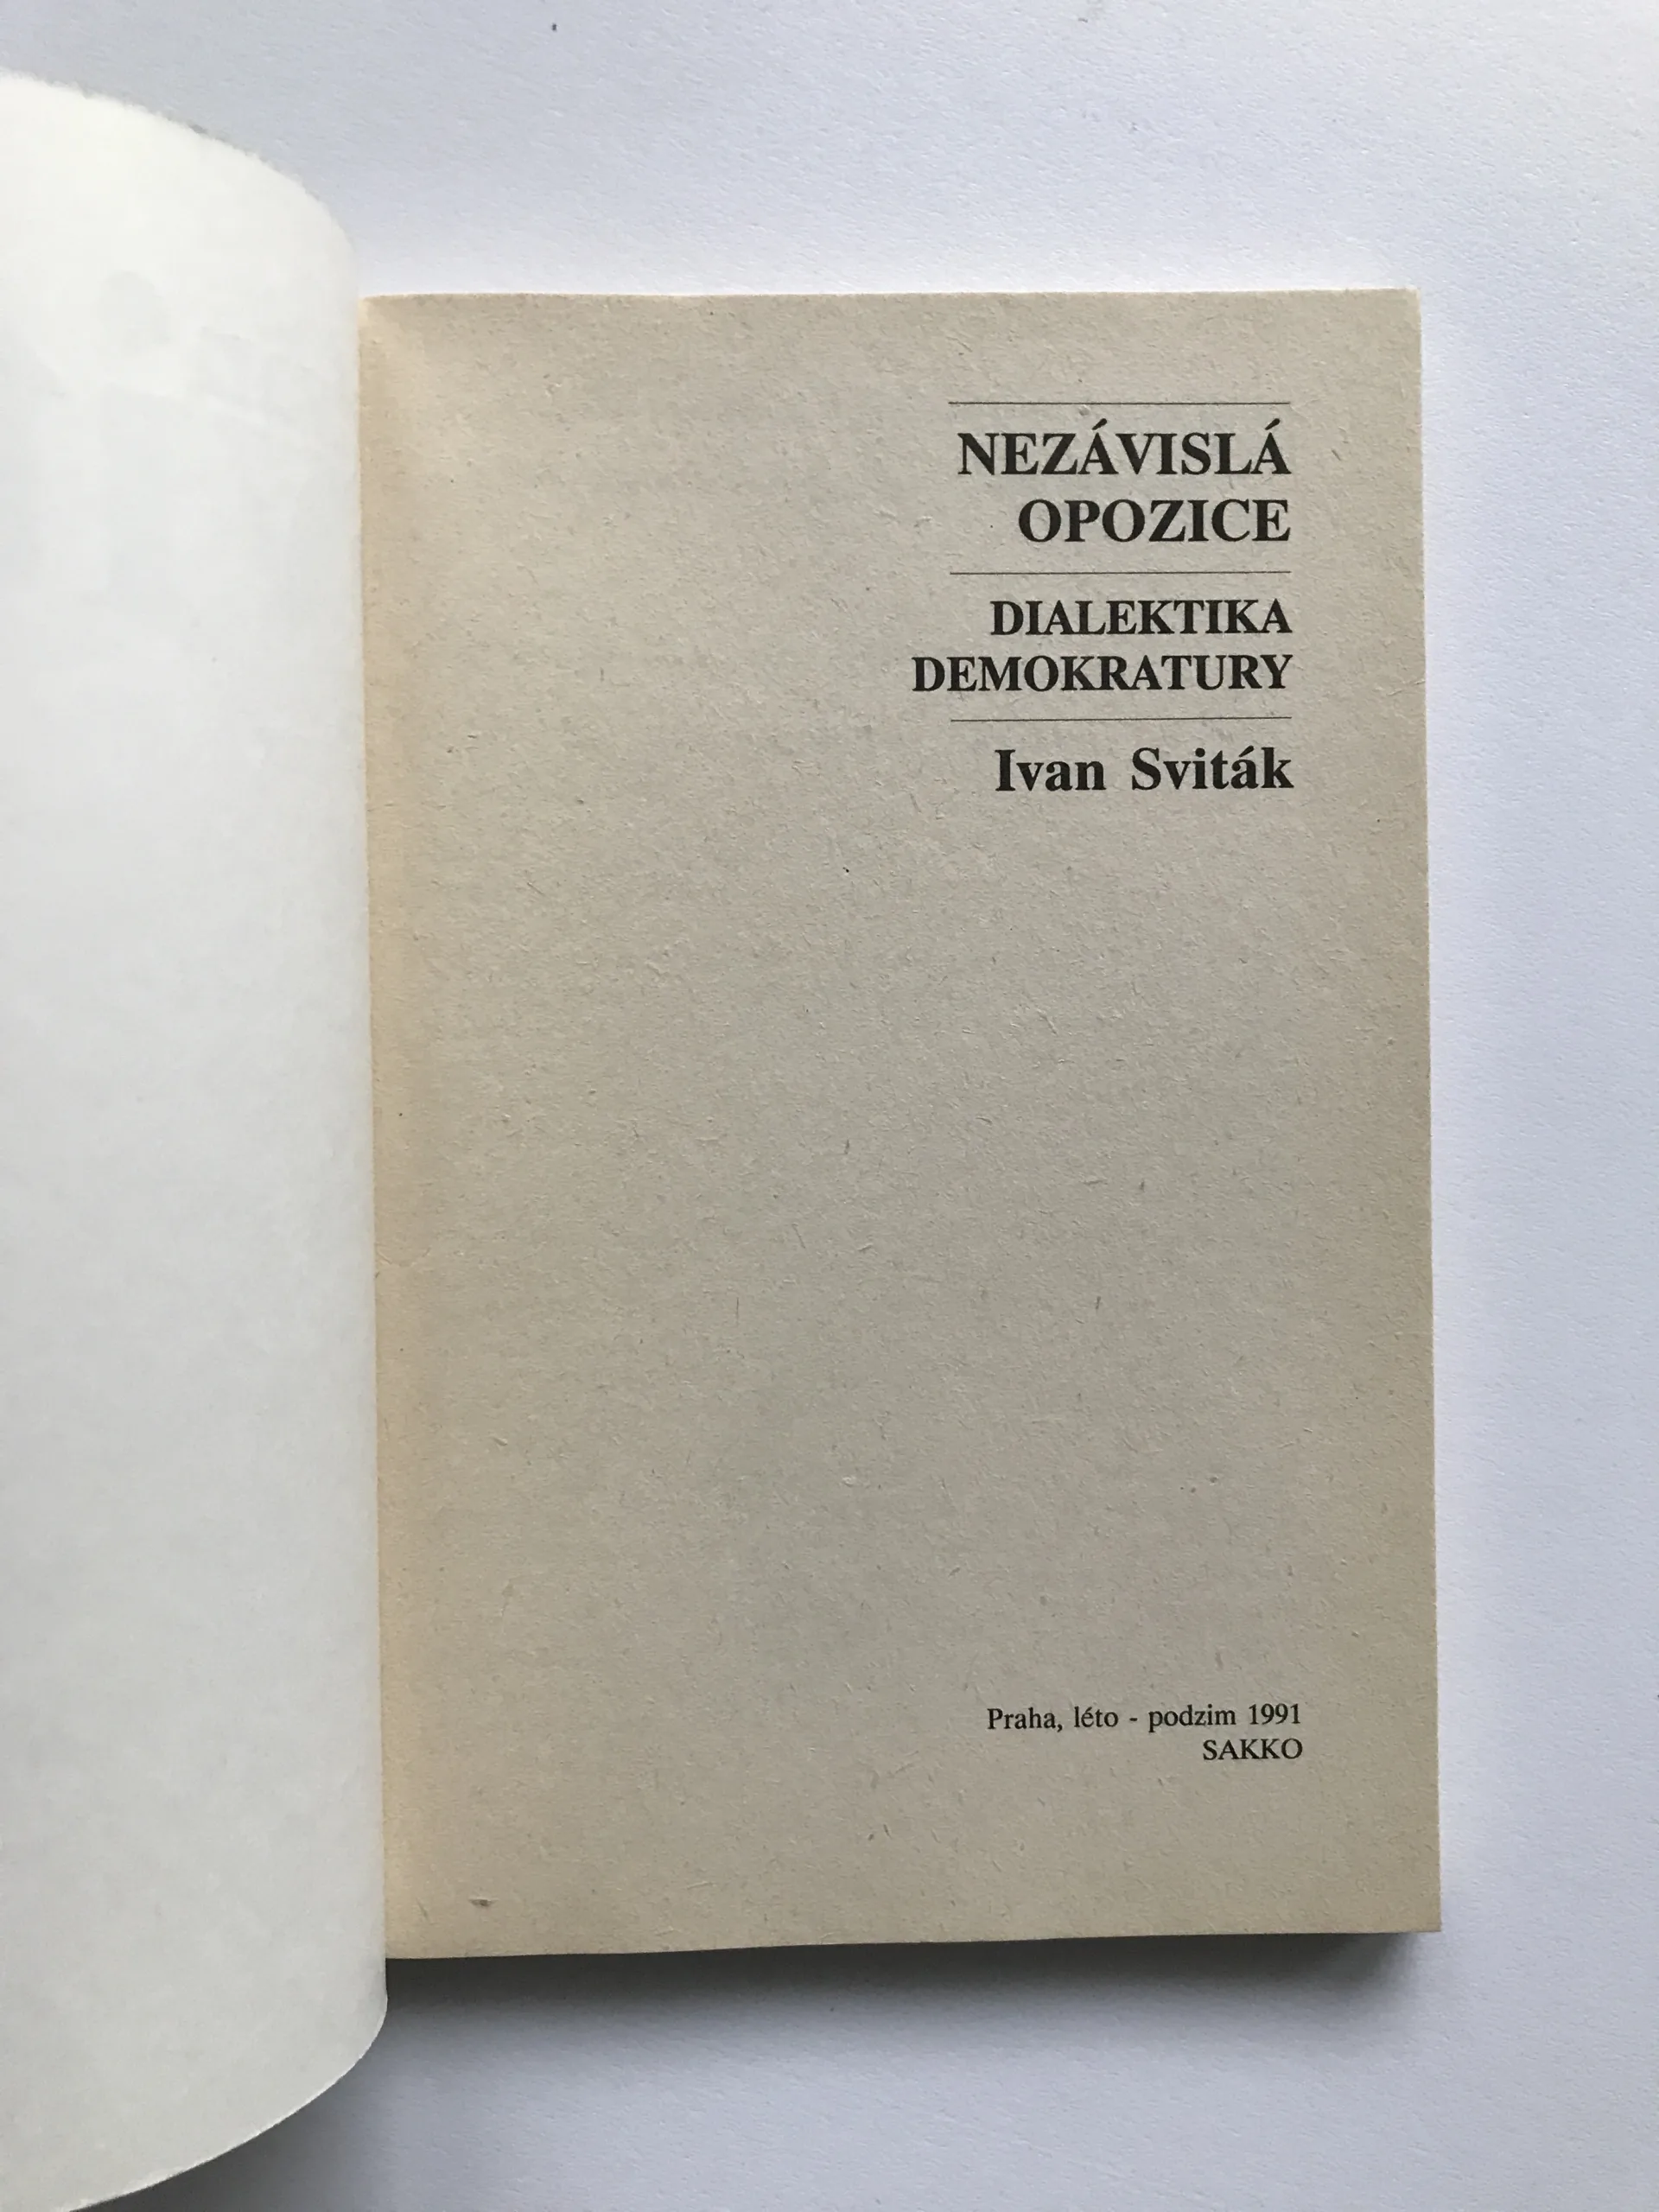 NEZÁVISLÁ
OPOZICE
DIALEKTIKA
DEMOKRATURY
Ivan Sviták
Praha, léto - podzim 1991
SAKKO